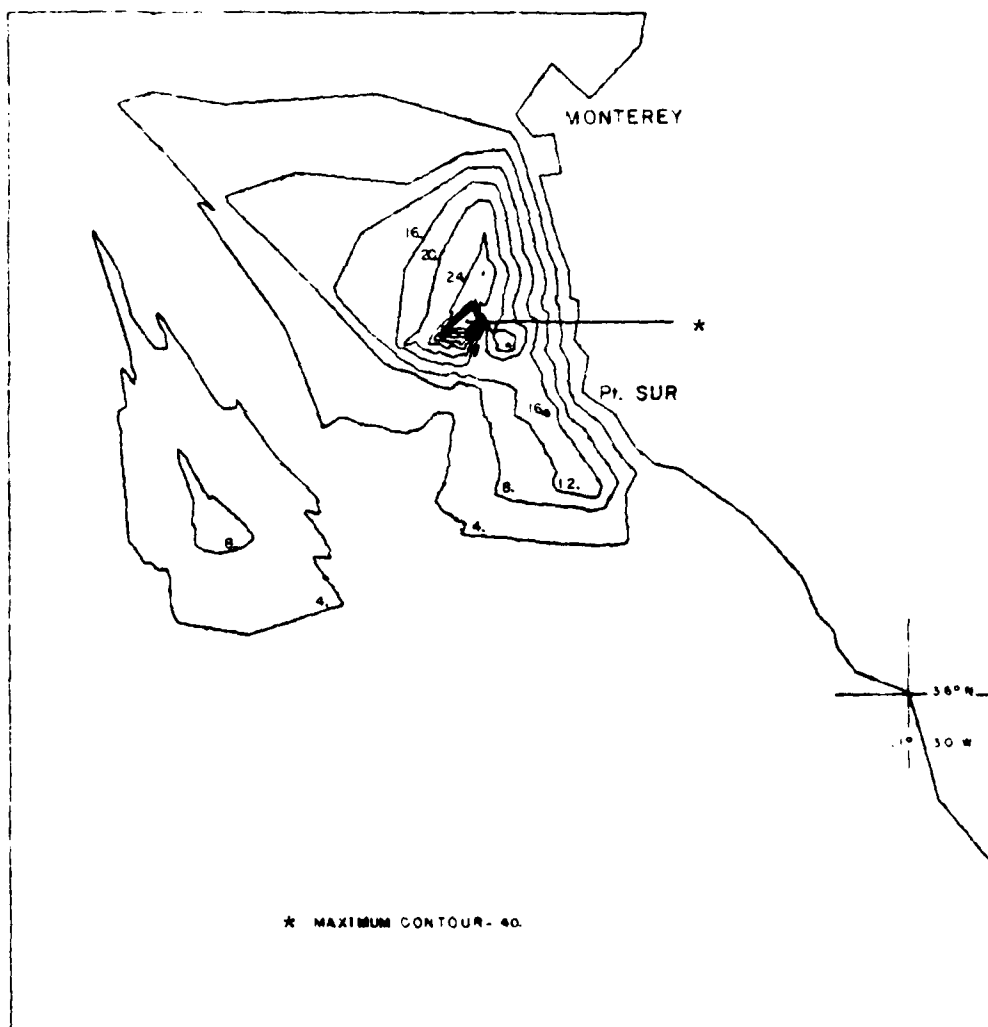 MONTEREY
16.
20.
24.
*
Pt. SUR
16.
8.
12.
4.
8.
4.
36° N
30 W
* MAXIMUM CONTOUR - 40.